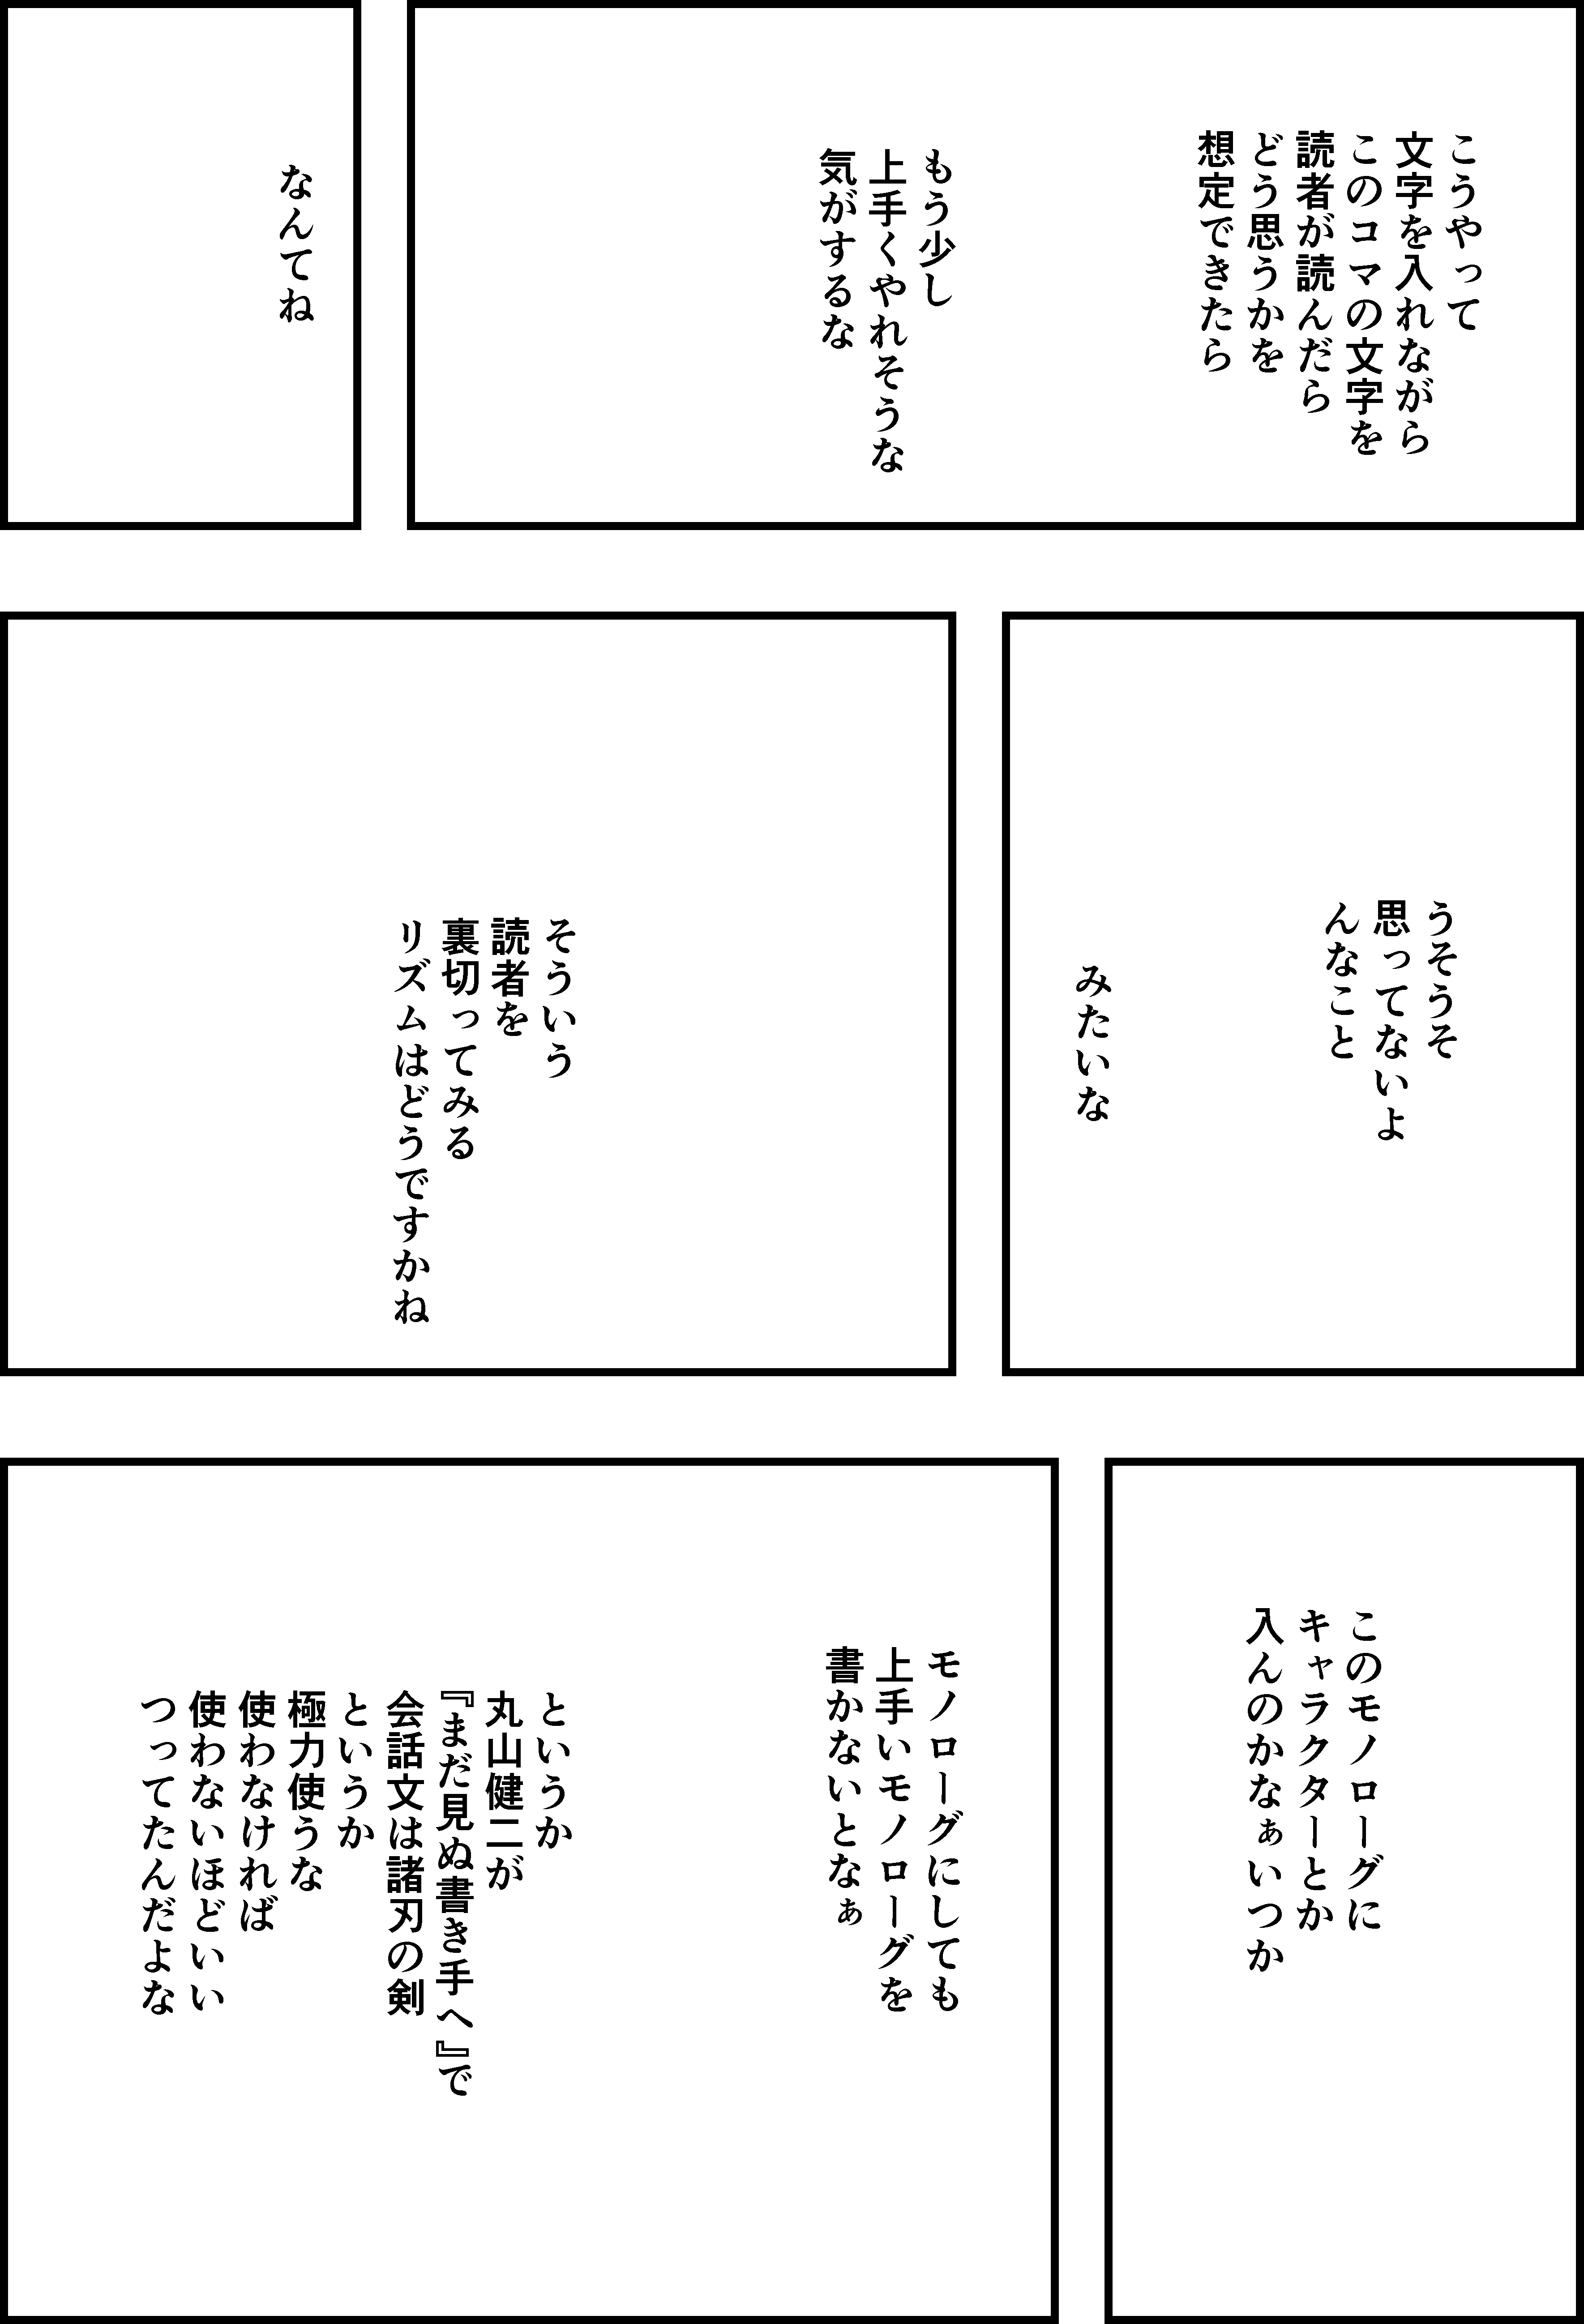 こうやって
文字を入れながら
このコマの文字を
読者が読んだら
どう思うかを
想定できたら
もう少し
上手くやれそうな
気がするな
なんてね
うそうそ
思ってないよ
んなこと
みたいな
そういう
読者を
裏切ってみる
リズムはどうですかね
このモノローグに
キャラクターとか
入んのかなぁいつか
モノローグにしても
上手いモノローグを
書かないとなぁ
というか
丸山健二が
『まだ見ぬ書き手へ』で
会話文は諸刃の剣
というか
極力使うな
使わなければ
使わないほどいい
つってたんだよな